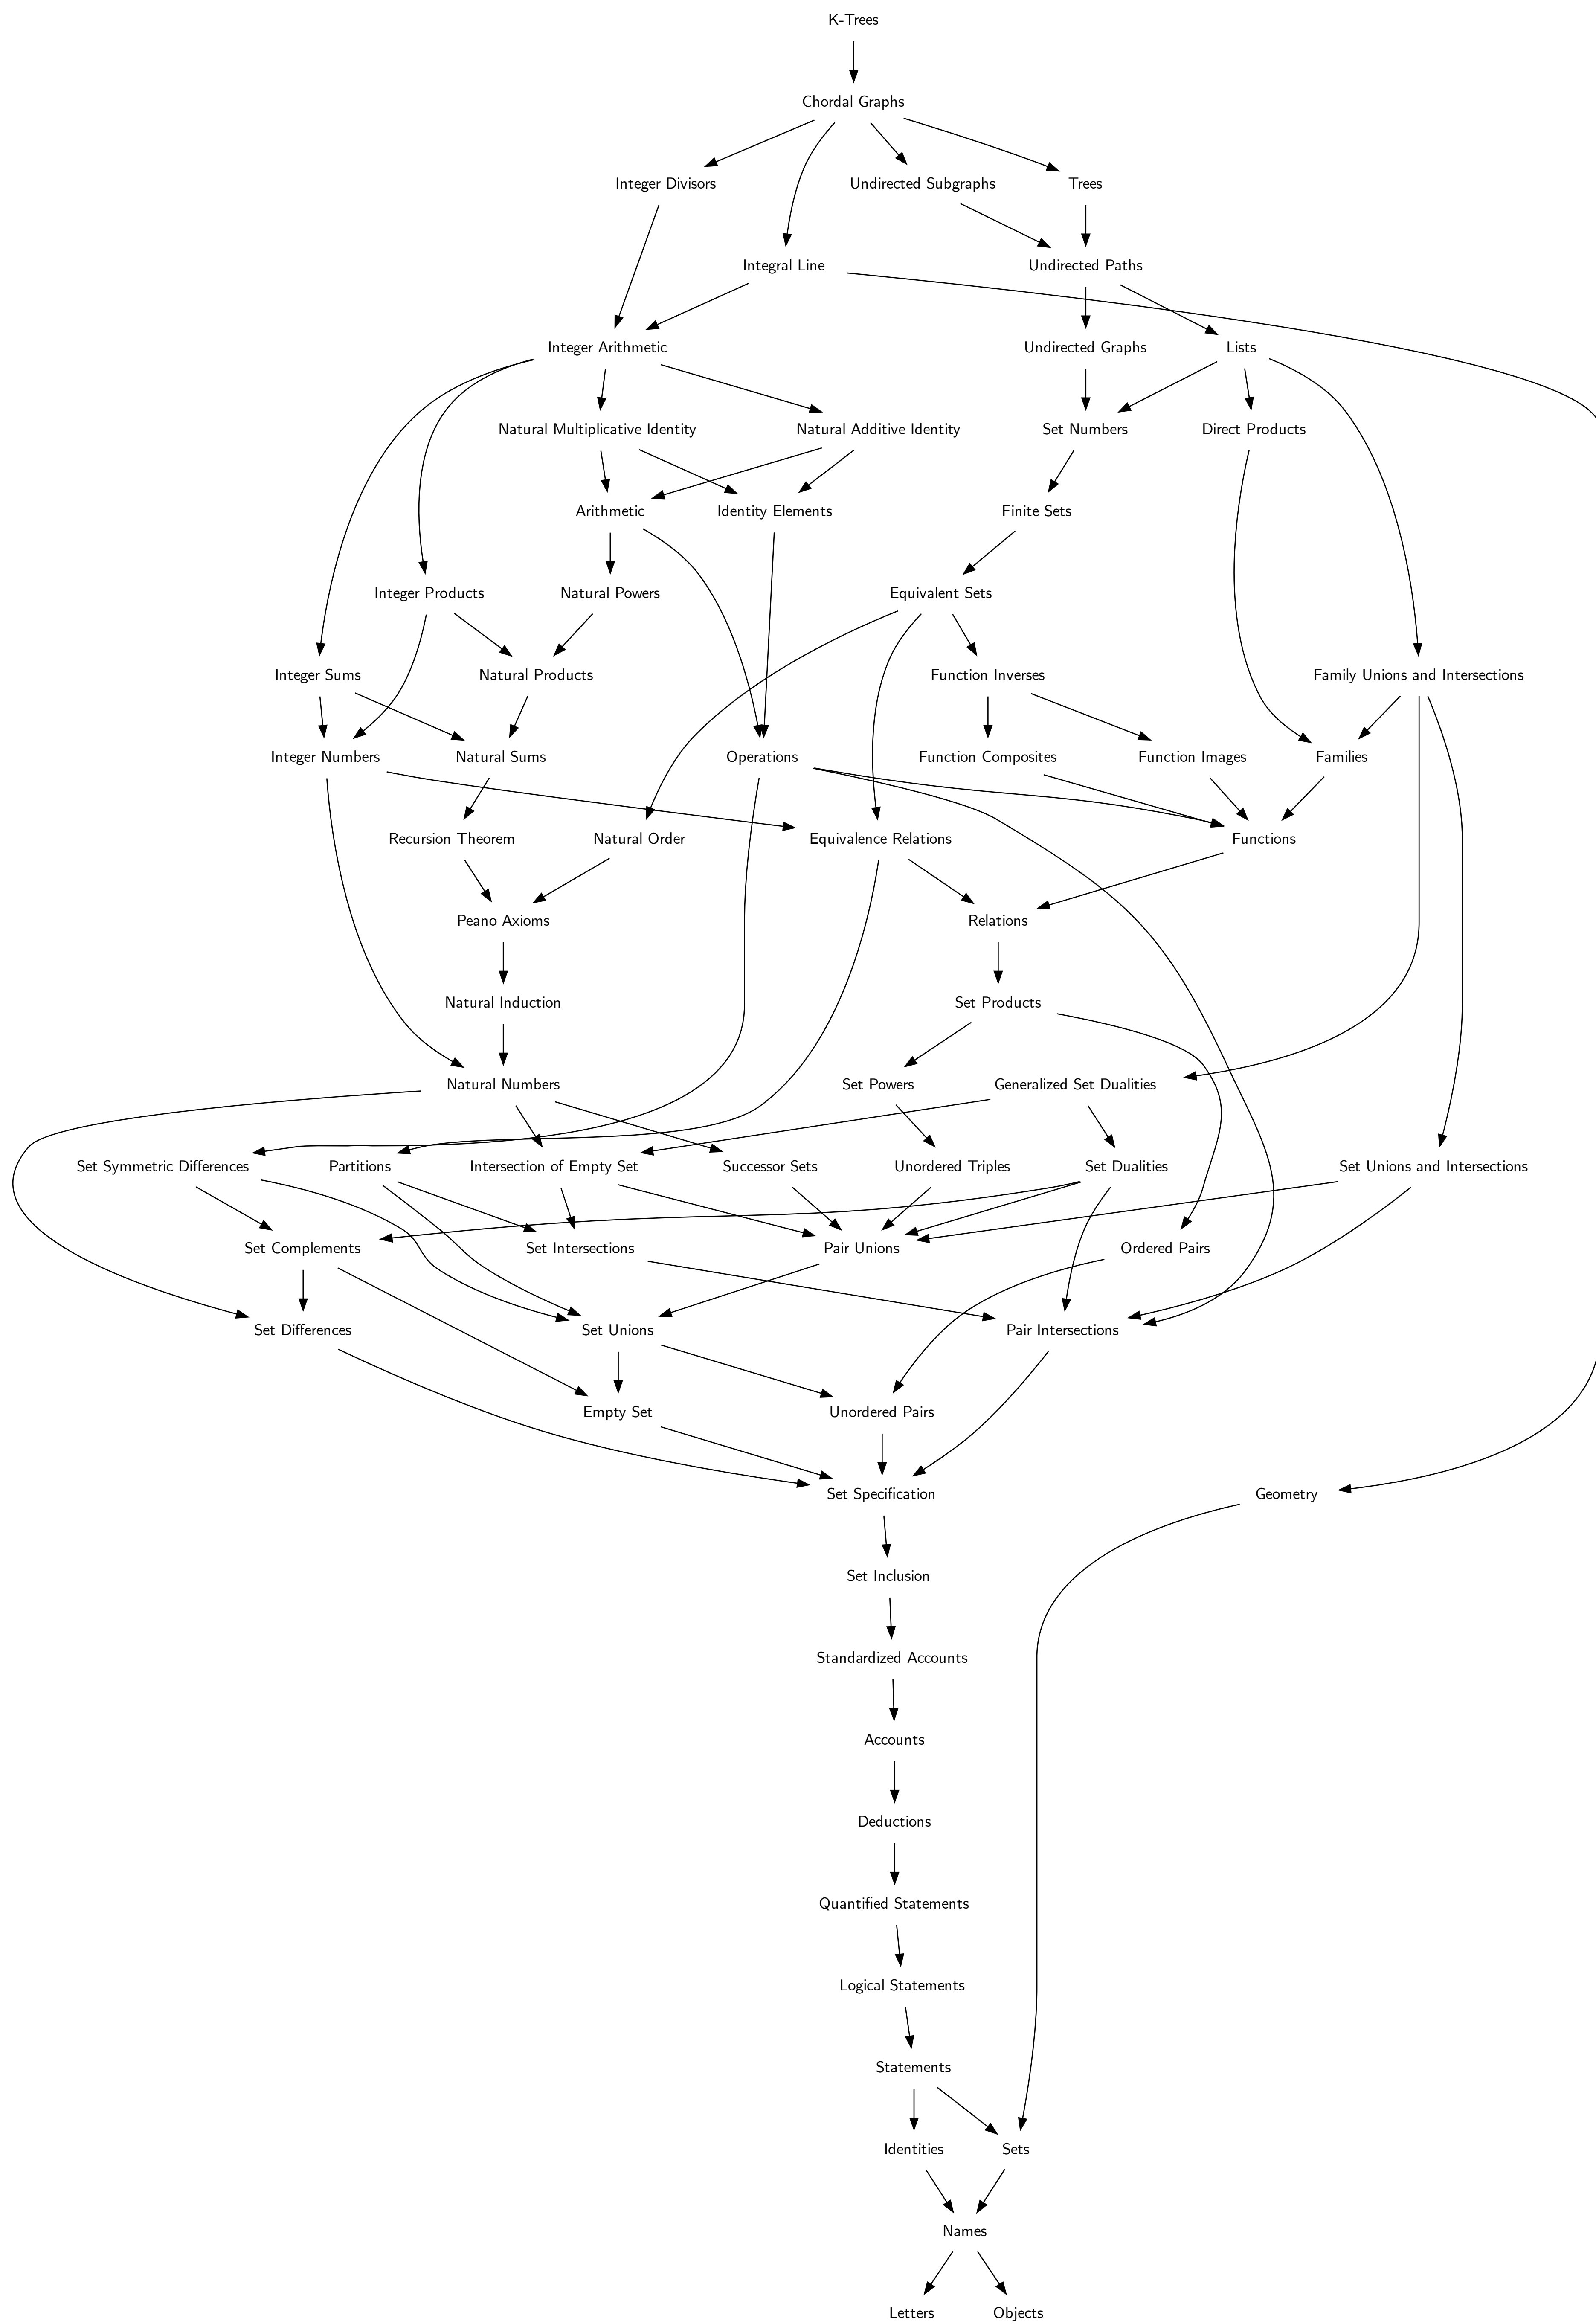 K-Trees
Chordal Graphs
Integer Divisors
Undirected Subgraphs
Trees
Integral Line
Undirected Paths
Integer Arithmetic
Undirected Graphs
Lists
Natural Multiplicative Identity
Natural Additive Identity
Set Numbers
Direct Products
Arithmetic
Identity Elements
Finite Sets
Integer Products
Natural Powers
Equivalent Sets
Integer Sums
Natural Products
Function Inverses
Family Unions and Intersections
Integer Numbers
Natural Sums
Operations
Function Composites
Function Images
Families
Recursion Theorem
Natural Order
Equivalence Relations
Functions
Peano Axioms
Relations
Natural Induction
Set Products
Natural Numbers
Set Powers
Generalized Set Dualities
Set Symmetric Differences
Partitions
Intersection of Empty Set
Successor Sets
Unordered Triples
Set Dualities
Set Unions and Intersections
Set Complements
Set Intersections
Pair Unions
Ordered Pairs
Set Differences
Set Unions
Pair Intersections
Empty Set
Unordered Pairs
Set Specification
Geometry
Set Inclusion
Standardized Accounts
Accounts
Deductions
Quantified Statements
Logical Statements
Statements
Identities
Sets
Names
Letters
Objects